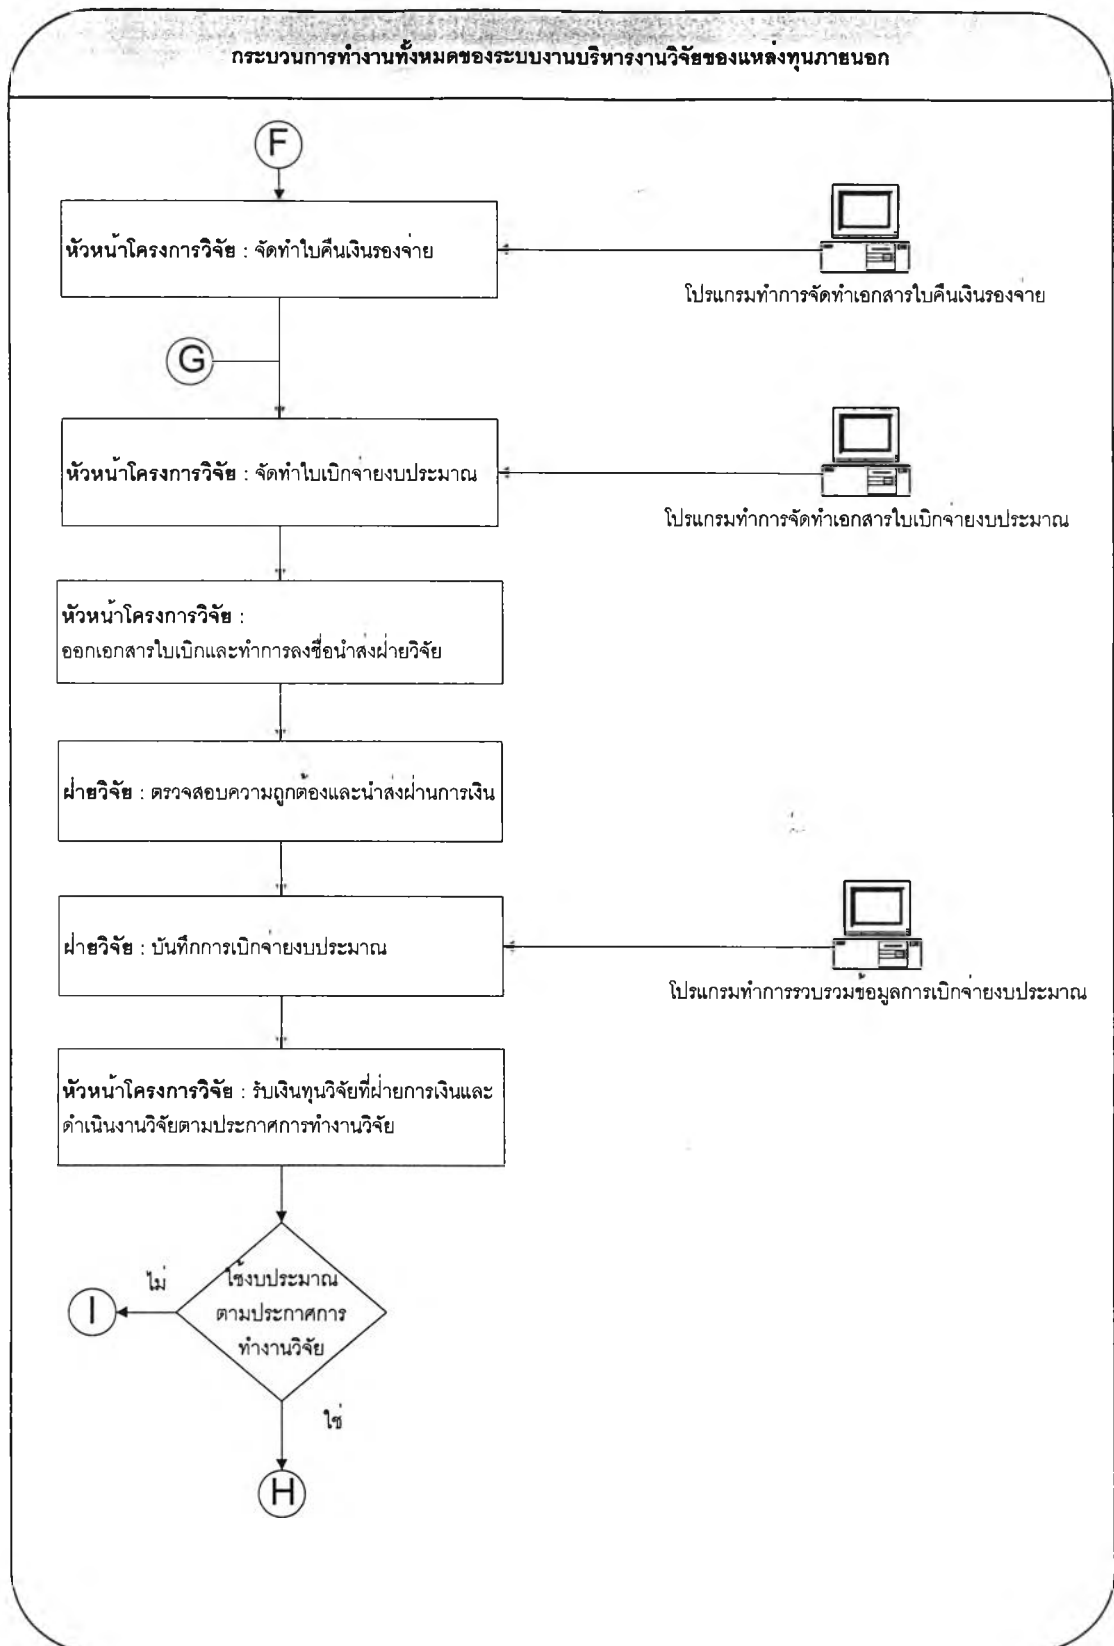 กระบวนการทำงานทั้งหมดของระบบงานบริหารงานวิจัยของแหล่งทุนภายนอก
F
หัวหน้าโครงการวิจัย : จัดทำใบคืนเงินรองจ่าย
โปรแกรมทำการจัดทำเอกสารใบคืนเงินรองจ่าย
G
หัวหน้าโครงการวิจัย : จัดทำใบเบิกจ่ายงบประมาณ
โปรแกรมทำการจัดทำเอกสารใบเบิกจ่ายงบประมาณ
หัวหน้าโครงการวิจัย :
ออกเอกสารใบเบิกและทำการลงชื่อนำส่งฝ่ายวิจัย
ฝ่ายวิจัย : ตรวจสอบความถูกต้องและนำส่งผ่านการเงิน
ฝ่ายวิจัย : บันทึกการเบิกจ่ายงบประมาณ
โปรแกรมทำการรวบรวมข้อมูลการเบิกจ่ายงบประมาณ
หัวหน้าโครงการวิจัย : รับเงินทุนวิจัยที่ฝ่ายการเงินและ
ดำเนินงานวิจัยตามประกาศการทำงานวิจัย
ใช้งบประมาณ
ตามประกาศการ
ทำงานวิจัย
ไม่
I
ใช่
H